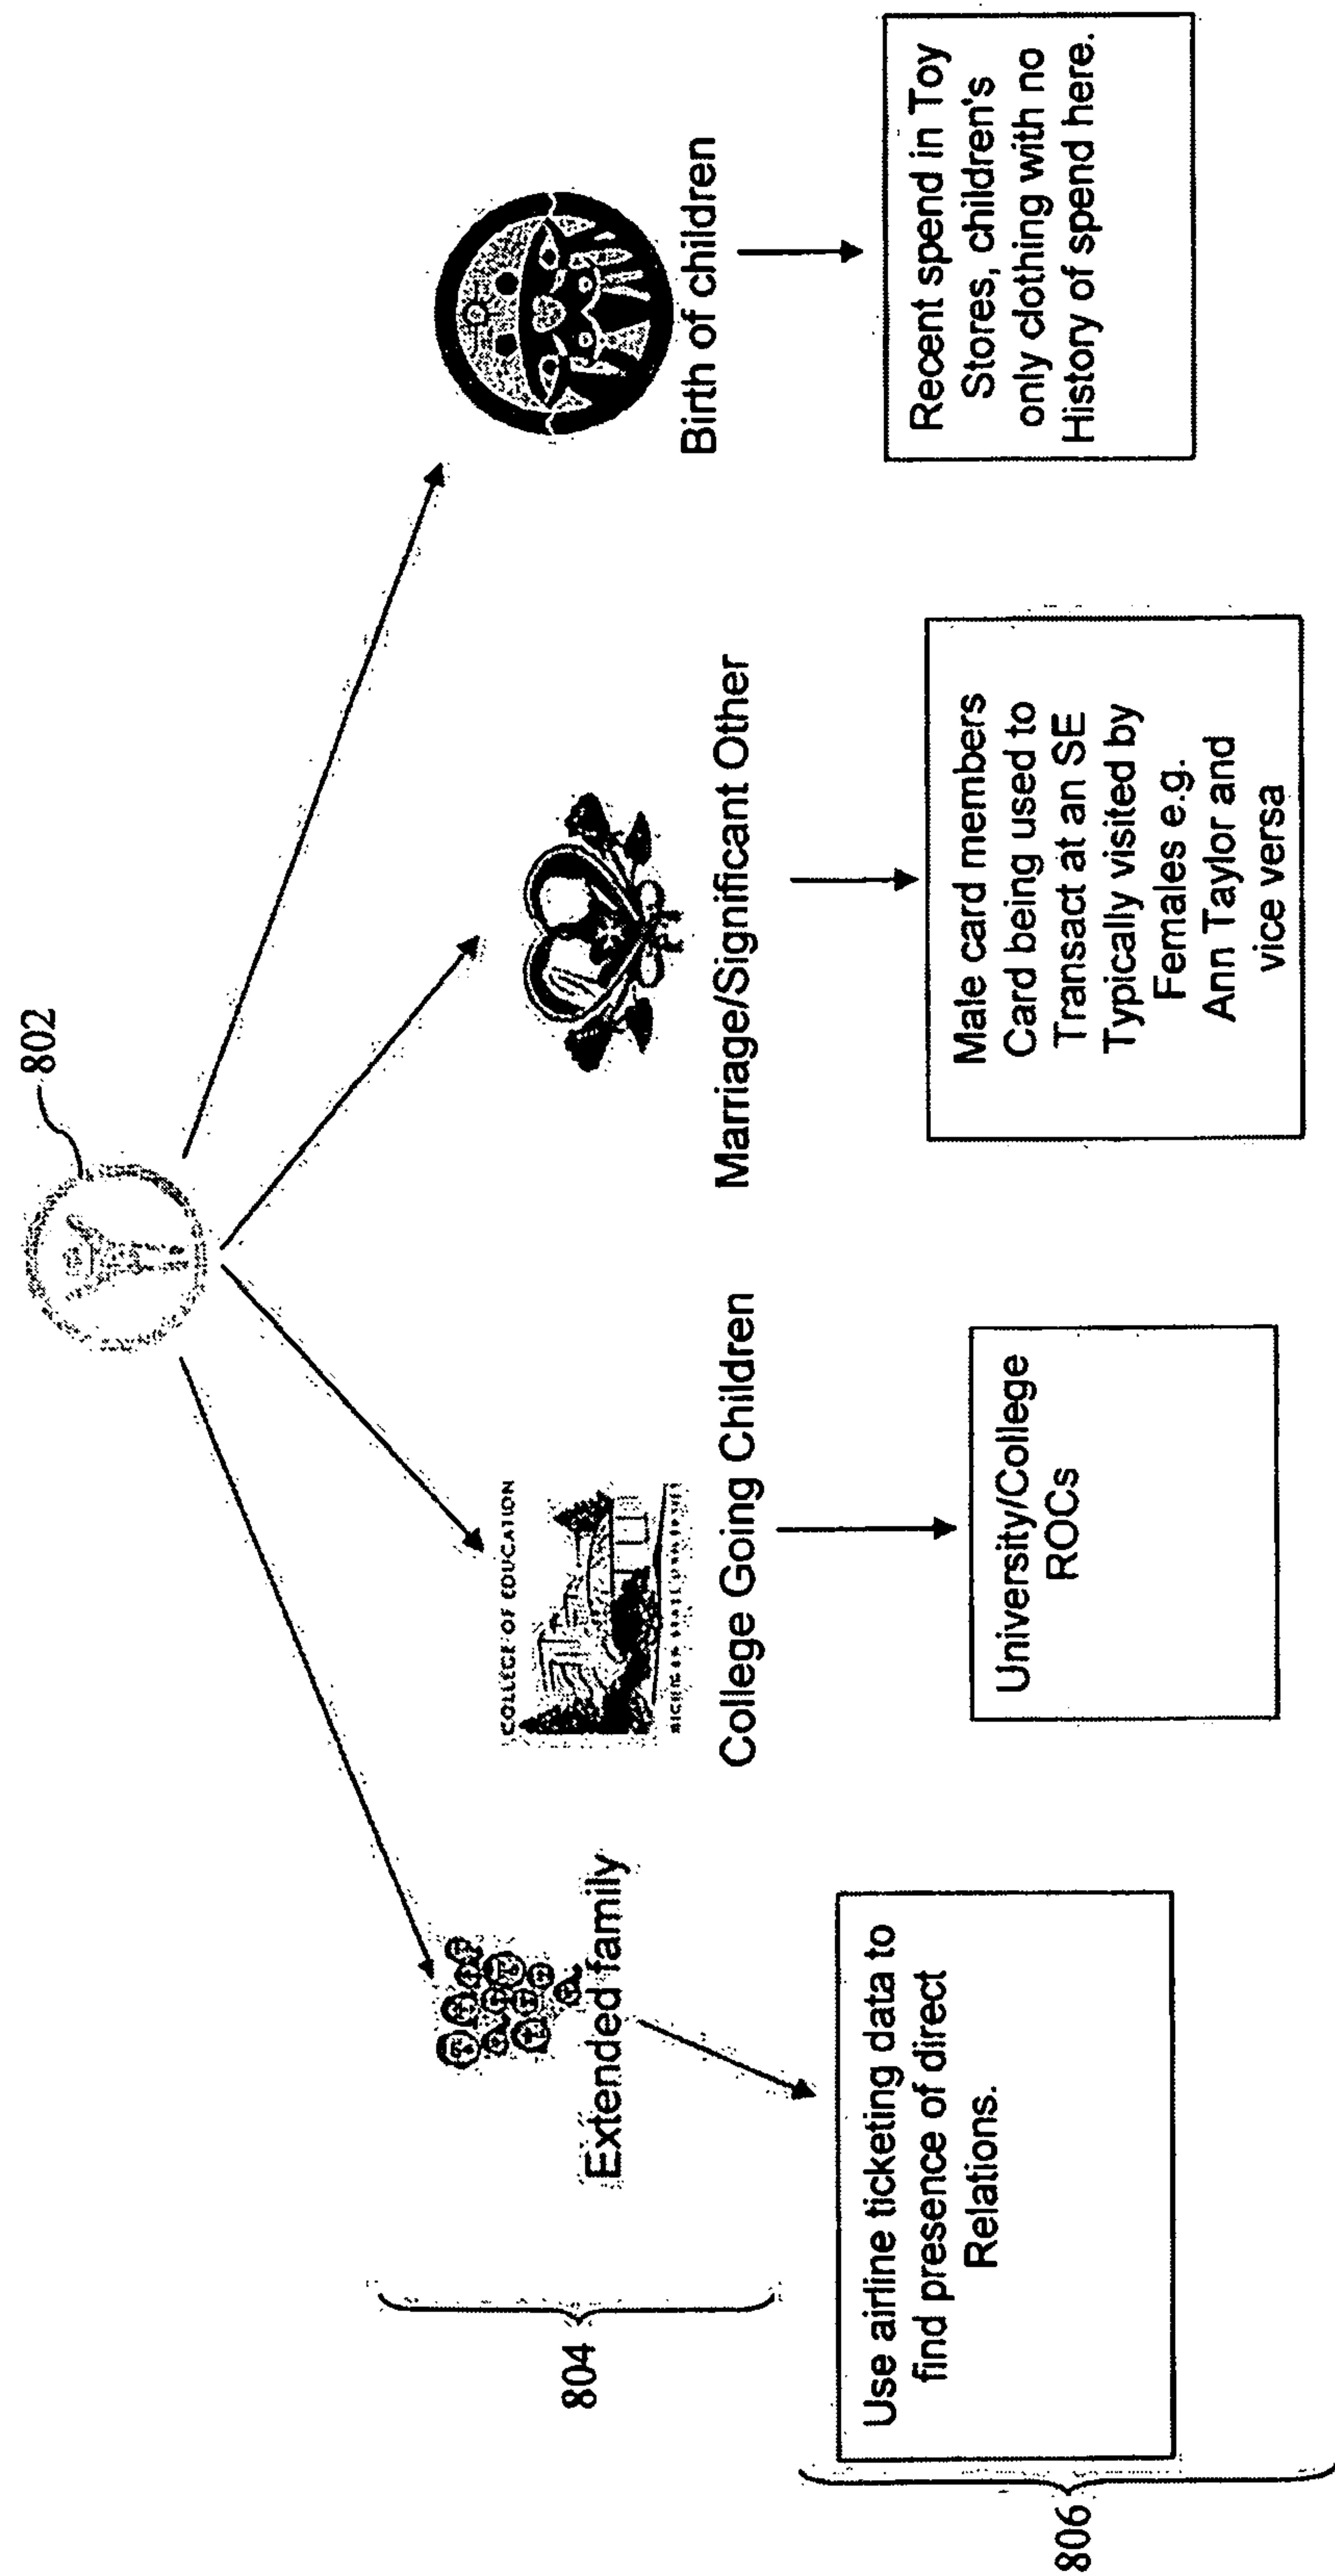 802
804
Extended family
COLLEGE OF EDUCATION
College Going Children
Marriage/Significant Other
Birth of children
806
Use airline ticketing data to
find presence of direct
Relations.
University/College
ROCs
Male card members
Card being used to
Transact at an SE
Typically visited by
Females e.g.
Ann Taylor and
vice versa
Recent spend in Toy
Stores, children's
only clothing with no
History of spend here.